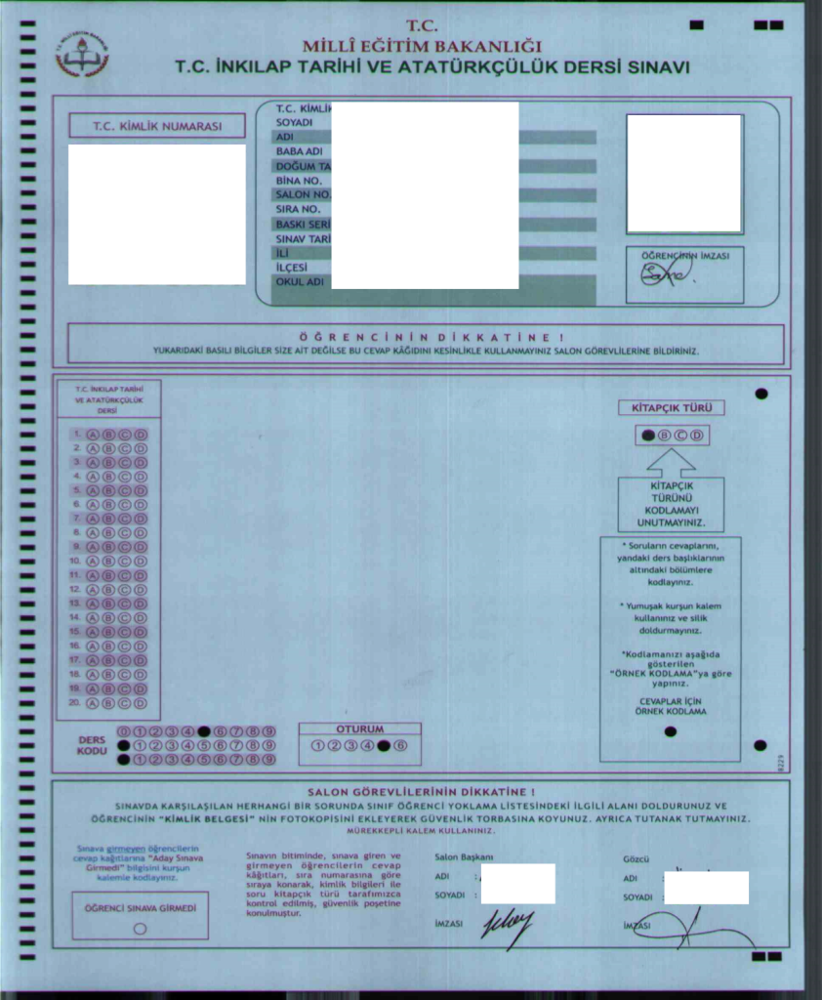 T.C.
MİLLÎ EĞİTİM BAKANLIĞI
T.C. İNKILAP TARİHİ VE ATATÜRKÇÜLÜK DERSİ SINAVI
T.C. KİMLİK NUMARASI
T.C. KİMLİK
SOYADI
ADI
BABA ADI
DOĞUM TA
BİNA NO.
SALON NO.
SIRA NO.
BASKI SERİ
SINAV TARİ
İLİ
İLÇESİ
OKUL ADI
ÖĞRENCİNİN İMZASI
ÖĞRENCİNİN DİKKATİNE !
YUKARIDAKİ BASILI BİLGİLER SİZE AİT DEĞİLSE BU CEVAP KÂĞIDINI KESİNLİKLE KULLANMAYINIZ SALON GÖREVLİLERİNE BİLDİRİNİZ.
T.C. İNKILAP TARİHİ
VE ATATÜRKÇÜLÜK
DERSİ
1. A B C D
2. A B C D
3. A B C D
4. A B C D
5. A B C D
6. A B C D
7. A B C D
8. A B C D
9. A B C D
10. A B C D
11. A B C D
12. A B C D
13. A B C D
14. A B C D
15. A B C D
16. A B C D
17. A B C D
18. A B C D
19. A B C D
20. A B C D
KİTAPÇIK TÜRÜ
B C D
KİTAPÇIK
TÜRÜNÜ
KODLAMAYI
UNUTMAYINIZ.
* Soruların cevaplarını,
yandaki ders başlıklarının
altındaki bölümlere
kodlayınız.
* Yumuşak kurşun kalem
kullanınız ve silik
doldurmayınız.
*Kodlamanızı aşağıda
gösterilen
"ÖRNEK KODLAMA"ya göre
yapınız.
CEVAPLAR İÇİN
ÖRNEK KODLAMA
DERS
KODU
0 1 2 3 4 6 7 8 9
1 2 3 4 5 6 7 8 9
1 2 3 4 5 6 7 8 9
OTURUM
1 2 3 4 6
8229
SALON GÖREVLİLERİNİN DİKKATİNE !
SINAVDA KARŞILAŞILAN HERHANGİ BİR SORUNDA SINIF ÖĞRENCİ YOKLAMA LİSTESİNDEKİ İLGİLİ ALANI DOLDURUNUZ VE
ÖĞRENCİNİN "KİMLİK BELGESİ" NİN FOTOKOPİSİNİ EKLEYEREK GÜVENLİK TORBASINA KOYUNUZ. AYRICA TUTANAK TUTMAYINIZ.
MÜREKKEPLİ KALEM KULLANINIZ.
Sınava girmeyen öğrencilerin
cevap kağıtlarına "Aday Sınava
Girmedi" bilgisini kurşun
kalemle kodlayınız.
ÖĞRENCİ SINAVA GİRMEDİ
Sınavın bitiminde, sınava giren ve
girmeyen öğrencilerin cevap
kâğıtları, sıra numarasına göre
sıraya konarak, kimlik bilgileri ile
soru kitapçık türü tarafımızca
kontrol edilmiş, güvenlik poşetine
konulmuştur.
Salon Başkanı
ADI :
SOYADI :
İMZASI
Gözcü
ADI :
SOYADI :
İMZASI